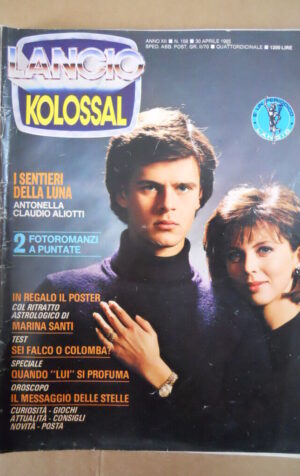 ANNO XII ■ N. 158 ■ 30 APRILE 1985
SPED. ABB. POST. GR. II/70 ■ QUATTORDICINALE ■ 1200 LIRE
LANCIO
KOLOSSAL
LANCIO
I SENTIERI
DELLA LUNA
ANTONELLA
CLAUDIO ALIOTTI
2 FOTOROMANZI
A PUNTATE
IN REGALO IL POSTER
COL RITRATTO
ASTROLOGICO DI
MARINA SANTI
TEST
SEI FALCO O COLOMBA?
SPECIALE
QUANDO "LUI" SI PROFUMA
OROSCOPO
IL MESSAGGIO DELLE STELLE
CURIOSITÀ - GIOCHI
ATTUALITÀ - CONSIGLI
NOVITÀ - POSTA